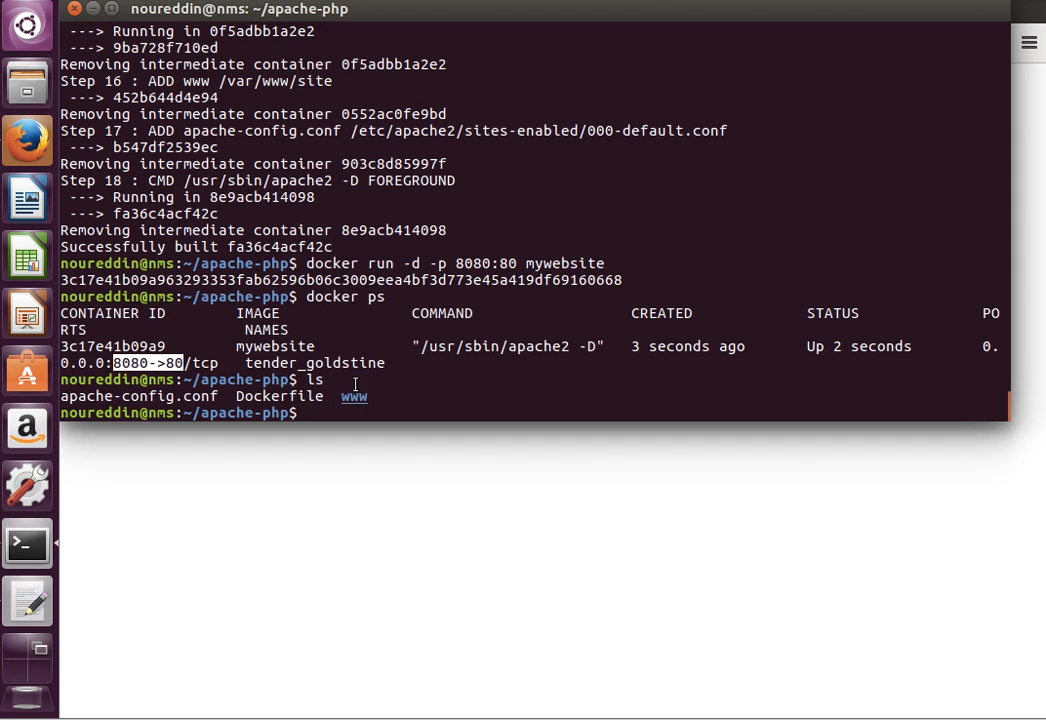 noureddin@nms: ~/apache-php
---> Running in 0f5adbb1a2e2
---> 9ba728f710ed
Removing intermediate container 0f5adbb1a2e2
Step 16 : ADD www /var/www/site
---> 452b644d4e94
Removing intermediate container 0552ac0fe9bd
Step 17 : ADD apache-config.conf /etc/apache2/sites-enabled/000-default.conf
---> b547df2539ec
Removing intermediate container 903c8d85997f
Step 18 : CMD /usr/sbin/apache2 -D FOREGROUND
---> Running in 8e9acb414098
---> fa36c4acf42c
Removing intermediate container 8e9acb414098
Successfully built fa36c4acf42c
noureddin@nms:~/apache-php$ docker run -d -p 8080:80 mywebsite
3c17e41b09a963293353fab62596b06c3009eea4bf3d773e45a419df69160668
noureddin@nms:~/apache-php$ docker ps
CONTAINER ID IMAGE COMMAND CREATED STATUS PO
RTS NAMES
3c17e41b09a9 mywebsite "/usr/sbin/apache2 -D" 3 seconds ago Up 2 seconds 0.
0.0.0:8080->80/tcp tender_goldstine
noureddin@nms:~/apache-php$ ls
apache-config.conf Dockerfile www
noureddin@nms:~/apache-php$